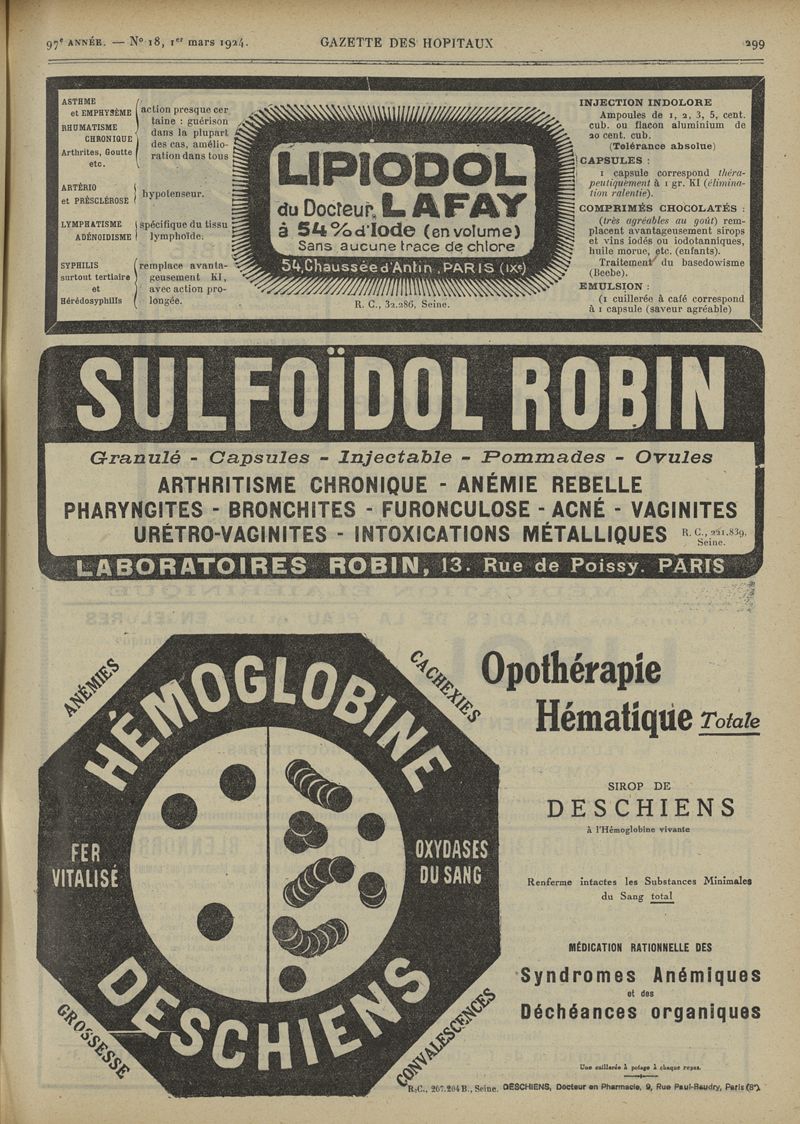 97e ANNÉE. — No 18, 1er mars 1924. GAZETTE DES HOPITAUX 299
ASTHME
et EMPHYSÈME
RHUMATISME
CHRONIQUE
Arthrites, Goutte
etc.
action presque cer
taine : guérison
dans la plupart
des cas, amélio-
ration dans tous
ARTÉRIO
et PRÉSCLÉROSE
hypotenseur.
LYMPHATISME
ADÉNOIDISME
spécifique du tissu
lymphoïde.
SYPHILIS
surtout tertiaire
et
Hérédosyphilis
remplace avanta-
geusement KI,
avec action pro-
longée.
LIPIODOL
du Docteur LAFAY
à 54% d'Iode (en volume)
Sans aucune trace de chlore
54, Chaussée d'Antin, PARIS (IXe)
R. C., 32.286, Seine.
INJECTION INDOLORE
Ampoules de 1, 2, 3, 5, cent.
cub. ou flacon aluminium de
20 cent. cub.
(Tolérance absolue)
CAPSULES :
1 capsule correspond théra-
peutiquement à 1 gr. KI (élimina-
tion ralentie).
COMPRIMÉS CHOCOLATÉS :
(très agréables au goût) rem-
placent avantageusement sirops
et vins iodés ou iodotanniques,
huile morue, etc. (enfants).
Traitement du basedowisme
(Beebe).
EMULSION :
(1 cuillerée à café correspond
à 1 capsule (saveur agréable)
SULFOÏDOL ROBIN
Granulé - Capsules - Injectable - Pommades - Ovules
ARTHRITISME CHRONIQUE - ANÉMIE REBELLE
PHARYNGITES - BRONCHITES - FURONCULOSE - ACNÉ - VAGINITES
URÉTRO-VAGINITES - INTOXICATIONS MÉTALLIQUES R. C., 221.839.
Seine.
LABORATOIRES ROBIN, 13. Rue de Poissy. PARIS
ANÉMIES
CACHEXIES
HÉMOGLOBINE
FER
VITALISÉ
OXYDASES
DU SANG
DESCHIENS
GROSSESSE
CONVALESCENCES
Opothérapie
Hématique Totale
SIROP DE
DESCHIENS
à l'Hémoglobine vivante
Renferme intactes les Substances Minimales
du Sang total
MÉDICATION RATIONNELLE DES
Syndromes Anémiques
et des
Déchéances organiques
Une cuillerée à potage à chaque repas.
R. C., 207.204 B., Seine. DESCHIENS, Docteur en Pharmacie, 9, Rue Paul-Baudry, Paris (8e).